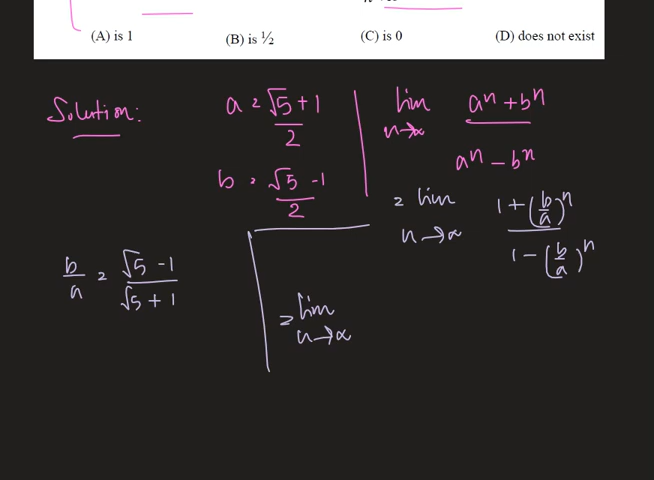 (A) is 1 (B) is ½ (C) is 0 (D) does not exist
Solution:
a = √5 + 1 / 2
b = √5 - 1 / 2
lim n→∞ aⁿ + bⁿ / aⁿ - bⁿ
= lim n→∞ 1 + (b/a)ⁿ / 1 - (b/a)ⁿ
b/a = √5 - 1 / √5 + 1
= lim n→∞